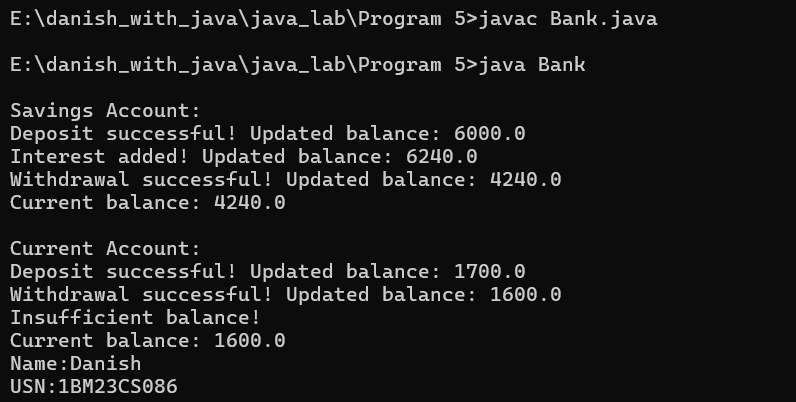 E:\danish_with_java\java_lab\Program 5>javac Bank.java
E:\danish_with_java\java_lab\Program 5>java Bank
Savings Account:
Deposit successful! Updated balance: 6000.0
Interest added! Updated balance: 6240.0
Withdrawal successful! Updated balance: 4240.0
Current balance: 4240.0
Current Account:
Deposit successful! Updated balance: 1700.0
Withdrawal successful! Updated balance: 1600.0
Insufficient balance!
Current balance: 1600.0
Name:Danish
USN:1BM23CS086